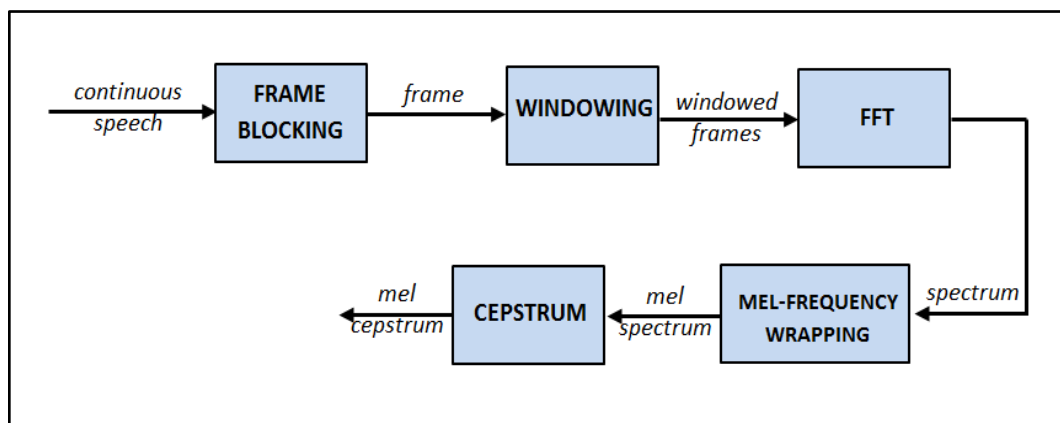 continuous
speech
FRAME
BLOCKING
frame
WINDOWING
windowed
frames
FFT
spectrum
MEL-FREQUENCY
WRAPPING
mel
spectrum
CEPSTRUM
mel
cepstrum